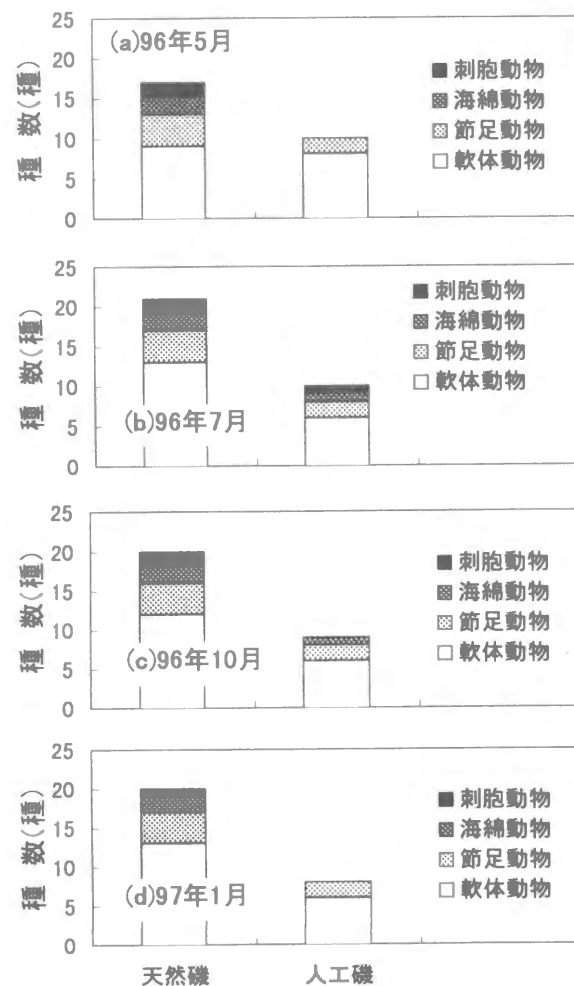 (a)96年5月
種 数(種)
25
20
15
10
5
0
刺胞動物
海綿動物
節足動物
軟体動物
(b)96年7月
種 数(種)
25
20
15
10
5
0
刺胞動物
海綿動物
節足動物
軟体動物
(c)96年10月
種 数(種)
25
20
15
10
5
0
刺胞動物
海綿動物
節足動物
軟体動物
(d)97年1月
種 数(種)
25
20
15
10
5
0
刺胞動物
海綿動物
節足動物
軟体動物
天然磯 人工磯